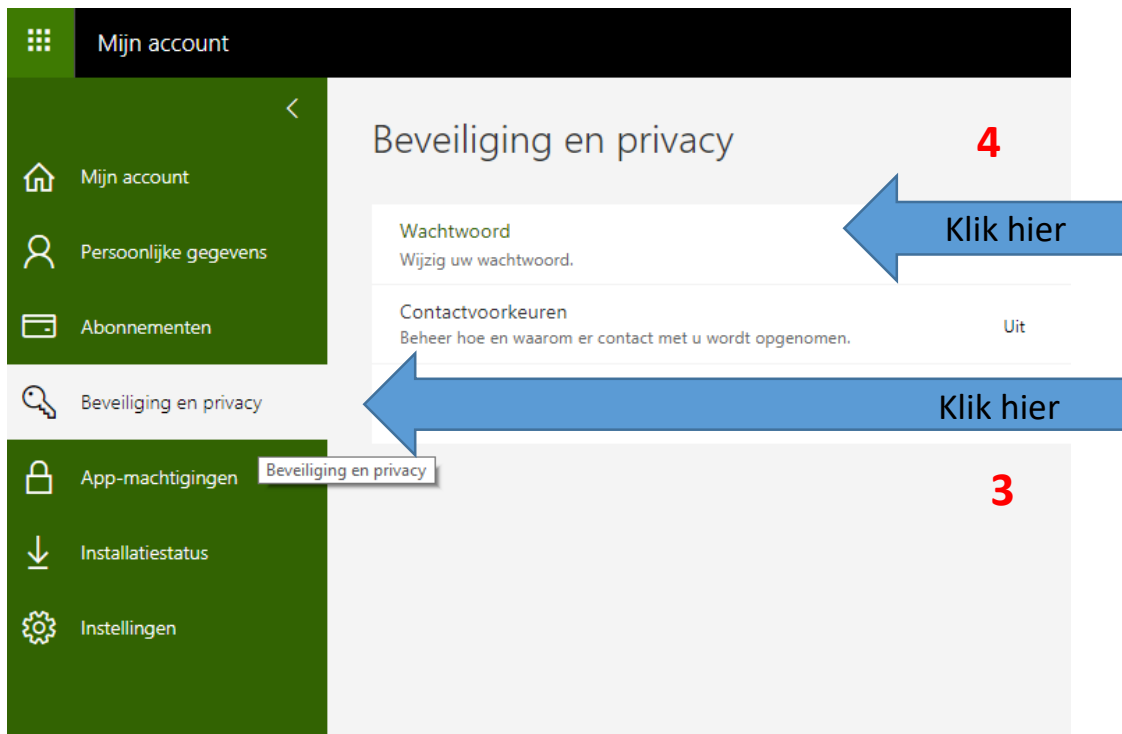 Mijn account
Beveiliging en privacy
4
Mijn account
Wachtwoord
Klik hier
Wijzig uw wachtwoord.
Persoonlijke gegevens
Contactvoorkeuren
Abonnementen
Beheer hoe en waarom er contact met u wordt opgenomen.
Uit
Beveiliging en privacy
Klik hier
Beveiliging en privacy
App-machtigingen
3
Installatiestatus
Instellingen